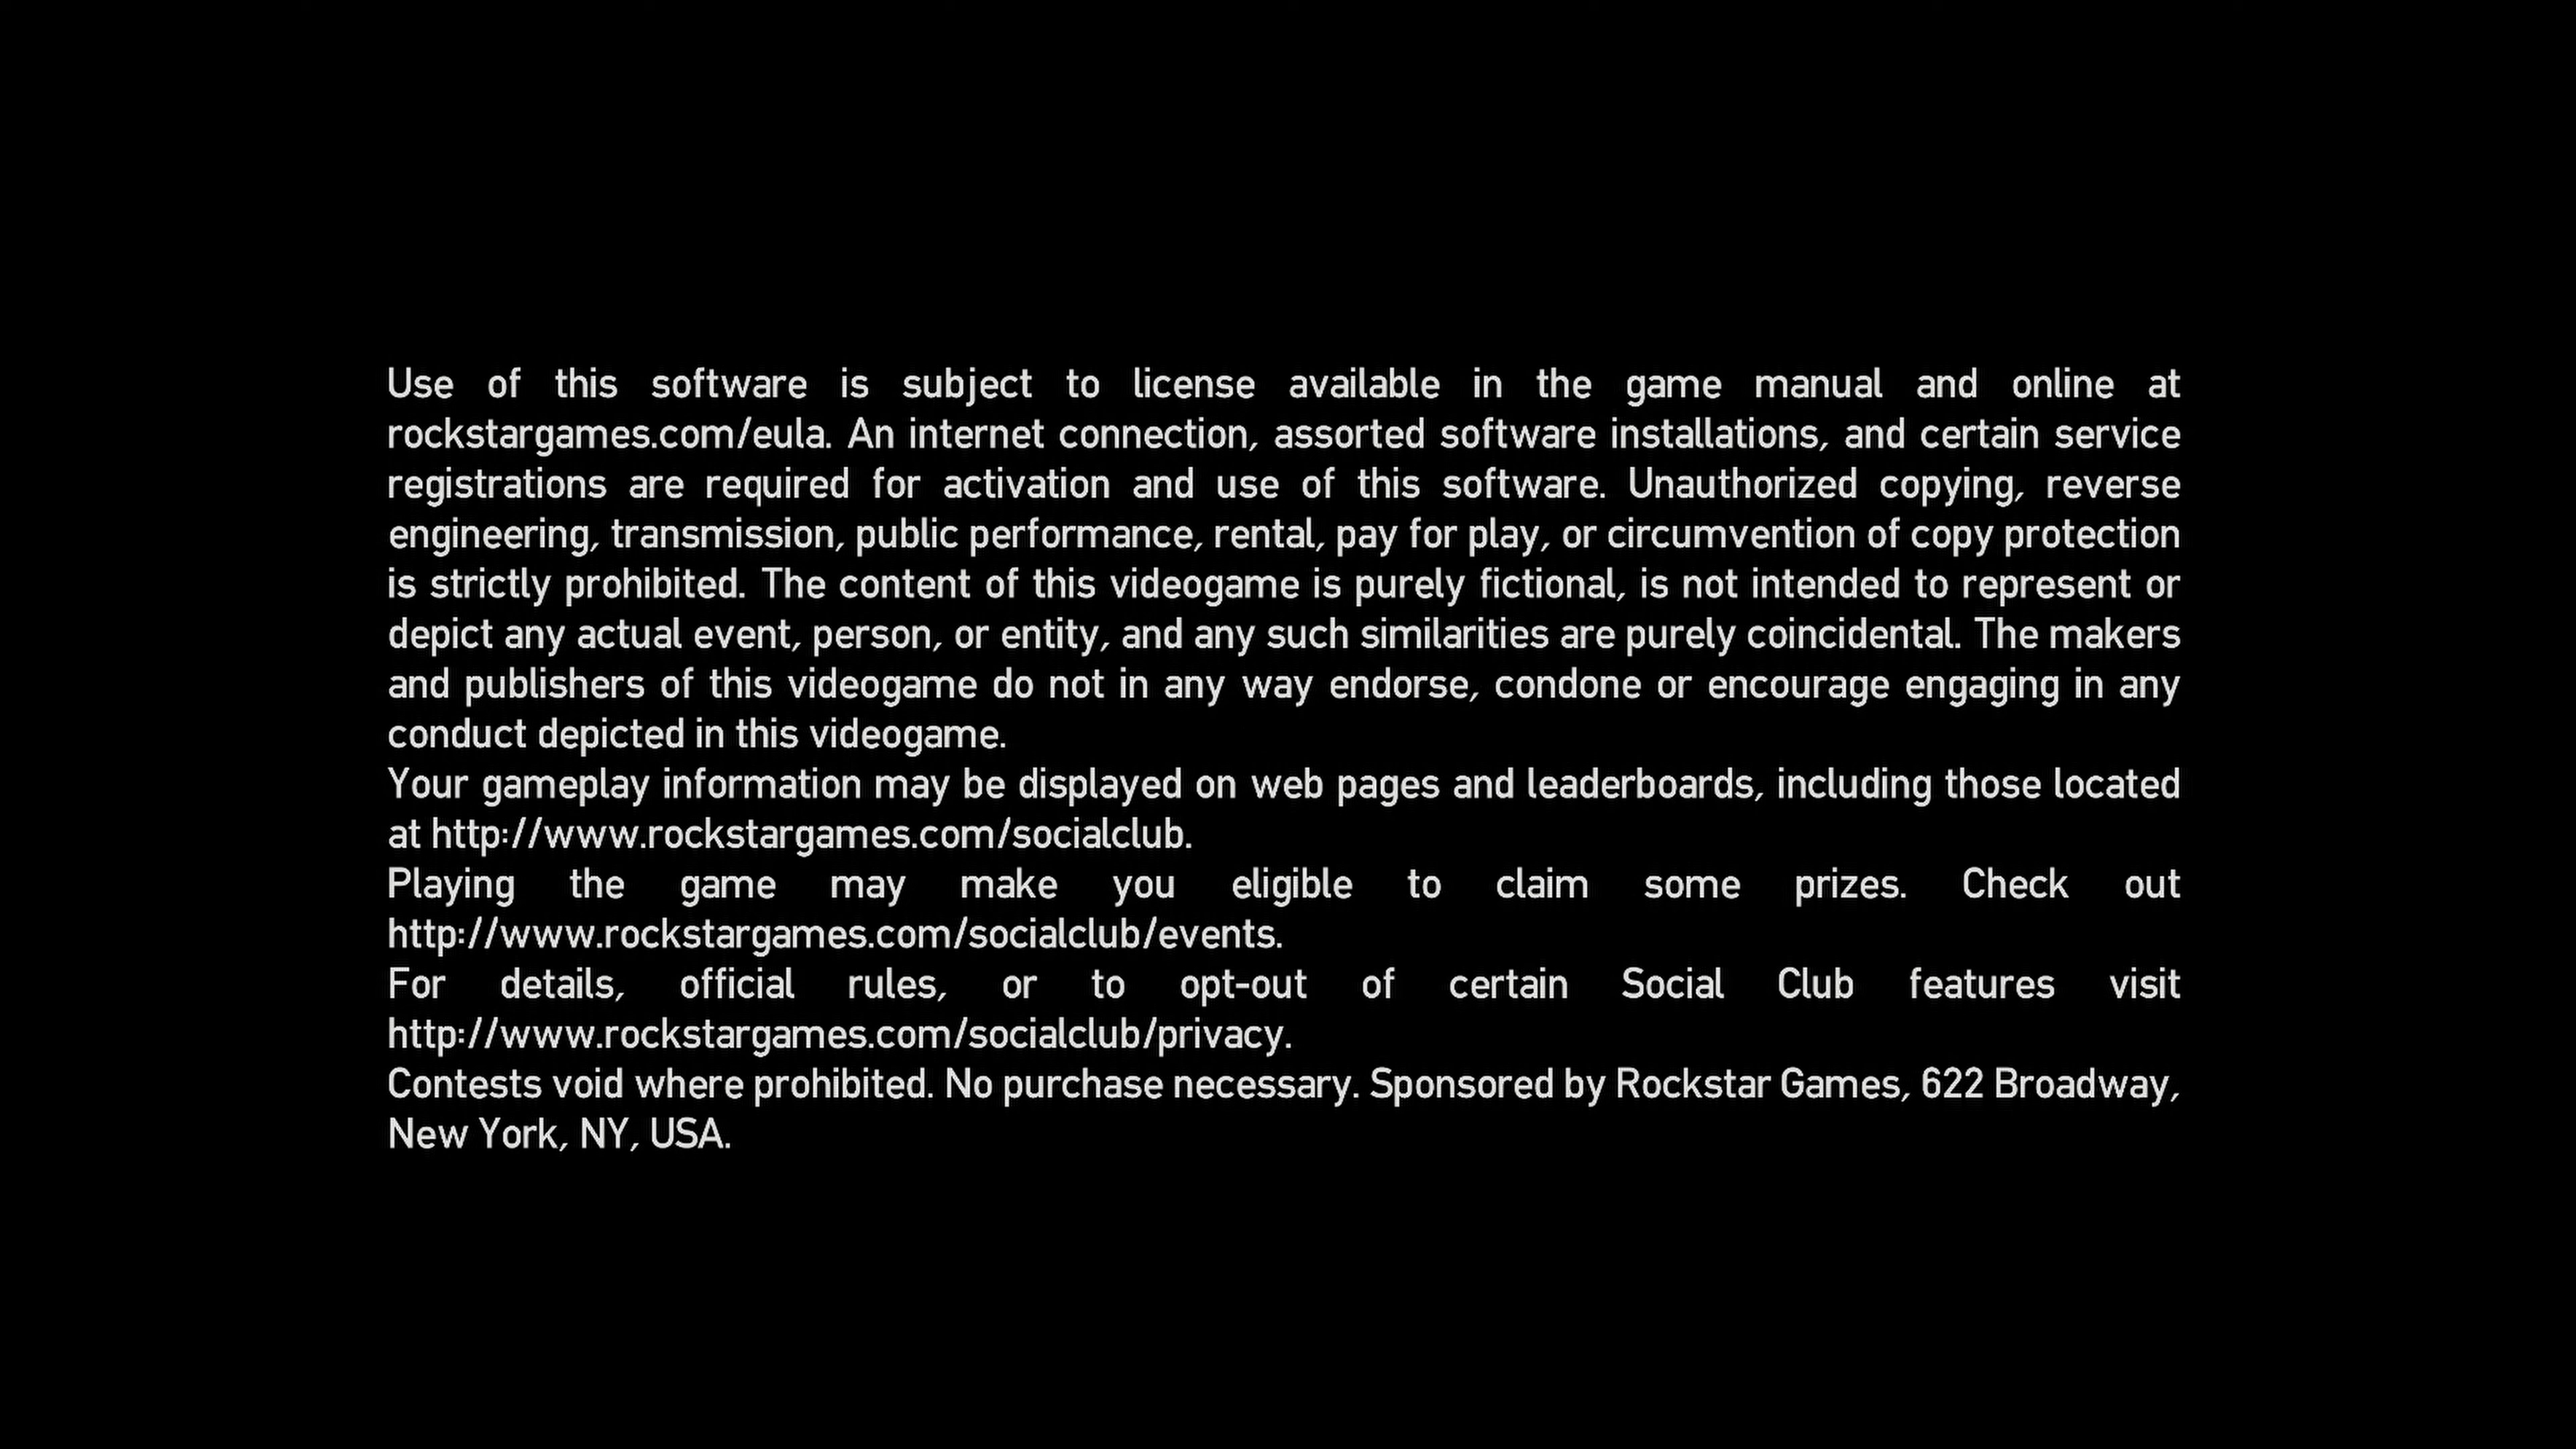 Use of this software is subject to license available in the game manual and online at
rockstargames.com/eula. An internet connection, assorted software installations, and certain service
registrations are required for activation and use of this software. Unauthorized copying, reverse
engineering, transmission, public performance, rental, pay for play, or circumvention of copy protection
is strictly prohibited. The content of this videogame is purely fictional, is not intended to represent or
depict any actual event, person, or entity, and any such similarities are purely coincidental. The makers
and publishers of this videogame do not in any way endorse, condone or encourage engaging in any
conduct depicted in this videogame.
Your gameplay information may be displayed on web pages and leaderboards, including those located
at http://www.rockstargames.com/socialclub.
Playing the game may make you eligible to claim some prizes. Check out
http://www.rockstargames.com/socialclub/events.
For details, official rules, or to opt-out of certain Social Club features visit
http://www.rockstargames.com/socialclub/privacy.
Contests void where prohibited. No purchase necessary. Sponsored by Rockstar Games, 622 Broadway,
New York, NY, USA.